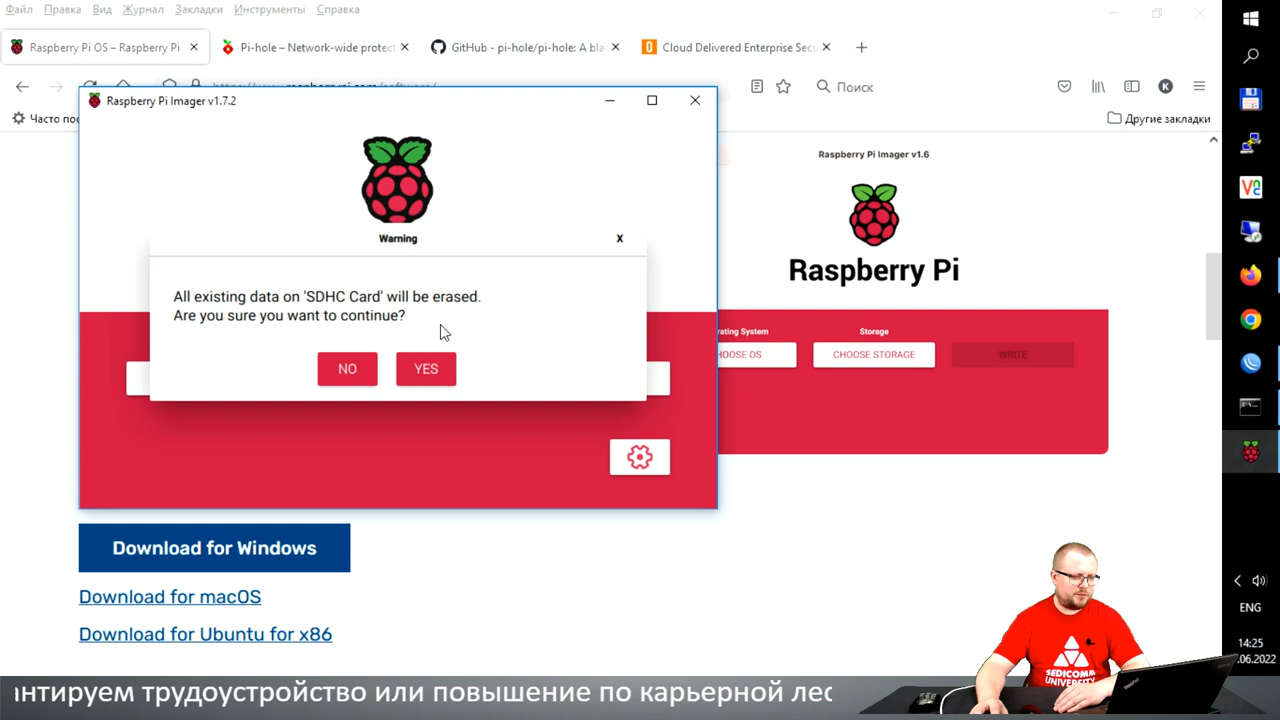 Файл Правка Вид Журнал Закладки Инструменты Справка
Raspberry Pi OS – Raspberry Pi
Pi-hole – Network-wide protect
GitHub - pi-hole/pi-hole: A bla
Cloud Delivered Enterprise Secu
Поиск
Raspberry Pi Imager v1.7.2
Часто пос
Другие закладки
Raspberry Pi Imager v1.6
Raspberry Pi
Warning
X
All existing data on 'SDHC Card' will be erased.
Are you sure you want to continue?
NO
YES
rating System
Storage
HOOSE OS
CHOOSE STORAGE
WRITE
Download for Windows
Download for macOS
Download for Ubuntu for x86
ENG
14:25
.06.2022
SEDICOMA
UNIVERSITY
антируем трудоустройство или повышение по карьерной лес